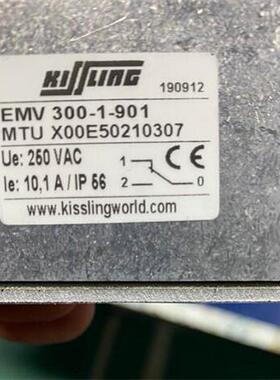 KISSLING
190912
EMV 300-1-901
MTU X00E50210307
Ue: 250 VAC 1 2 0 CE
Ie: 10,1 A / IP 66
www.kisslingworld.com